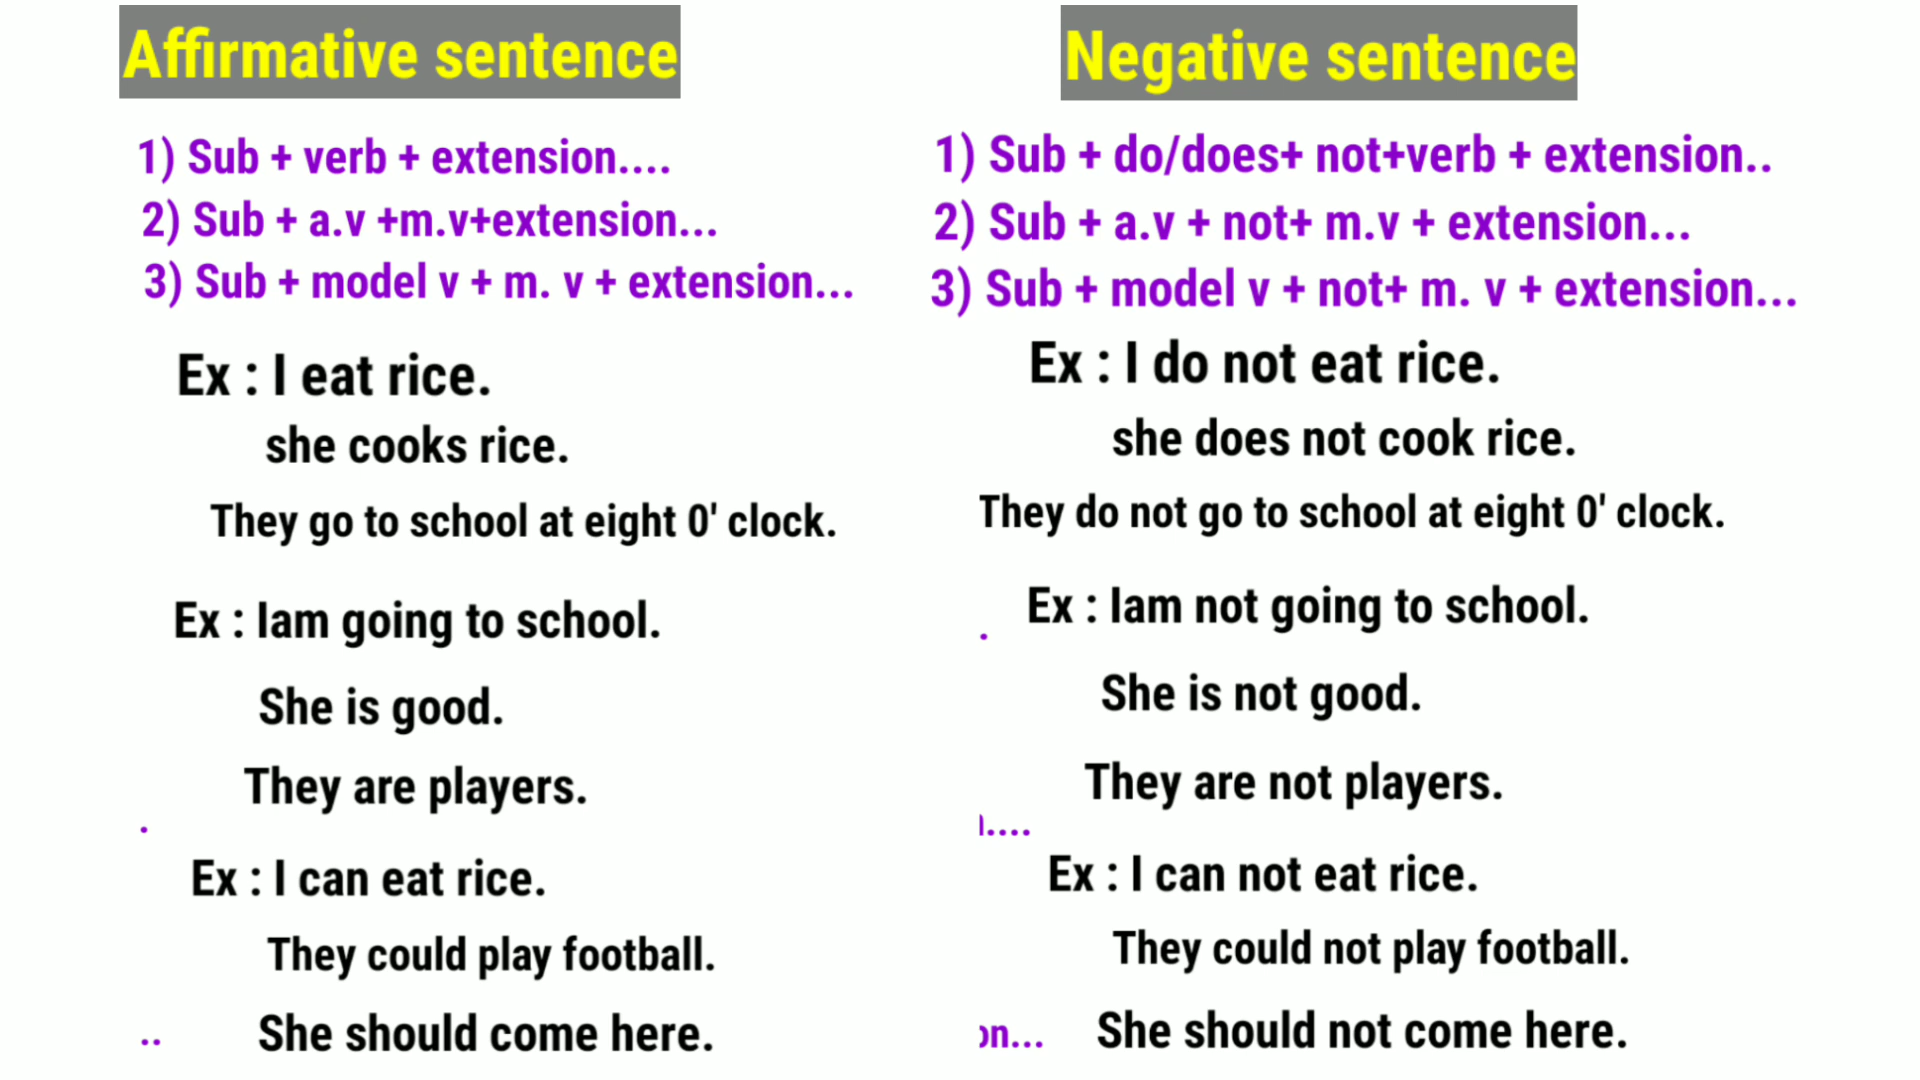 Affirmative sentence
1) Sub + verb + extension....
2) Sub + a.v +m.v+extension...
3) Sub + model v + m. v + extension...
Ex : I eat rice.
she cooks rice.
They go to school at eight 0' clock.
Ex : Iam going to school.
She is good.
They are players.
.
Ex : I can eat rice.
They could play football.
.. She should come here.
Negative sentence
1) Sub + do/does+ not+verb + extension..
2) Sub + a.v + not+ m.v + extension...
3) Sub + model v + not+ m. v + extension...
Ex : I do not eat rice.
she does not cook rice.
They do not go to school at eight 0' clock.
Ex : Iam not going to school.
.
She is not good.
They are not players.
....
Ex : I can not eat rice.
They could not play football.
on... She should not come here.